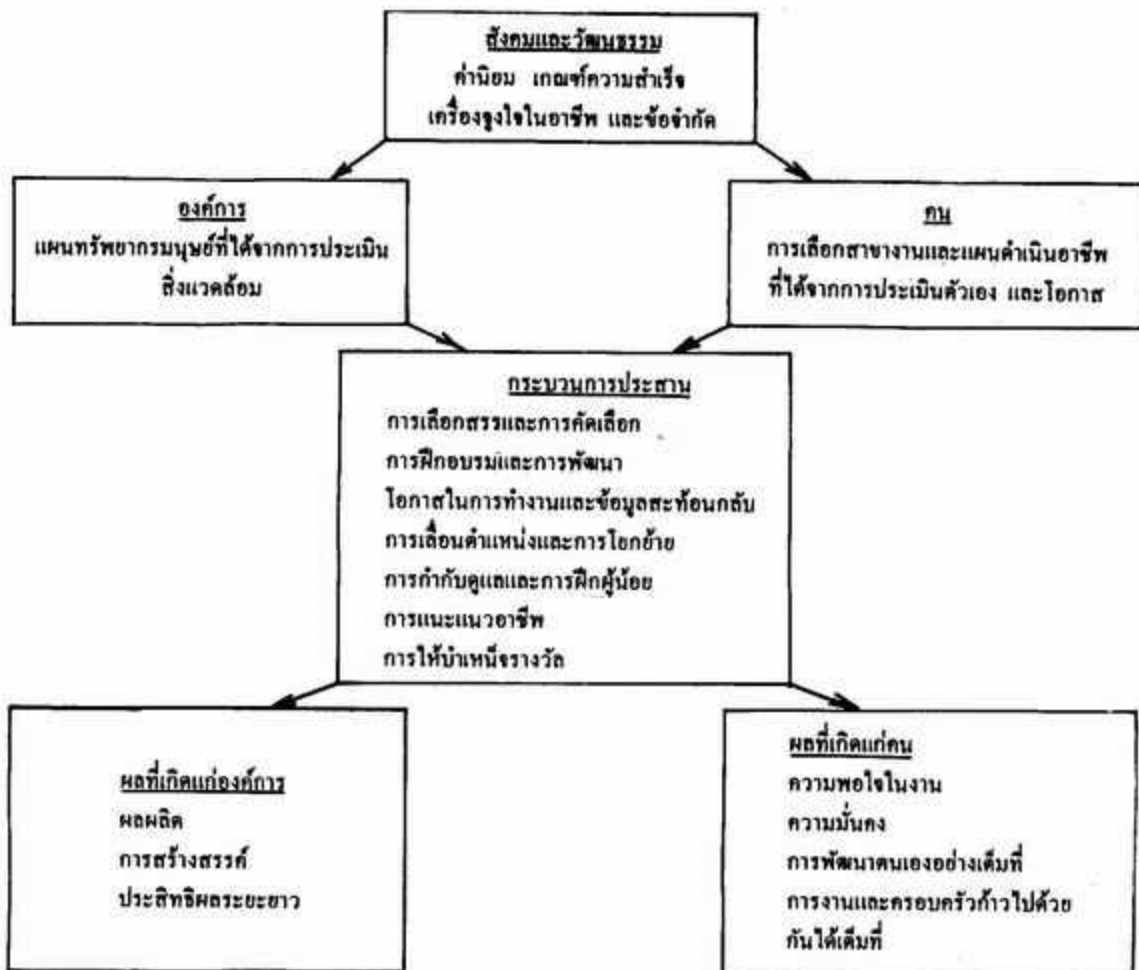 สังคมและวัฒนธรรม
ค่านิยม เกณฑ์ความสำเร็จ
เครื่องจูงใจในอาชีพ และข้อจำกัด
องค์การ
แผนทรัพยากรมนุษย์ที่ได้จากการประเมิน
สิ่งแวดล้อม
คน
การเลือกสาขางานและแผนดำเนินอาชีพ
ที่ได้จากการประเมินตัวเอง และโอกาส
กระบวนการประสาน
การเลือกสรรและการคัดเลือก
การฝึกอบรมและการพัฒนา
โอกาสในการทำงานและข้อมูลสะท้อนกลับ
การเลื่อนตำแหน่งและการโยกย้าย
การกำกับดูแลและการฝึกผู้น้อย
การแนะแนวอาชีพ
การให้บำเหน็จรางวัล
ผลที่เกิดแก่องค์การ
ผลผลิต
การสร้างสรรค์
ประสิทธิผลระยะยาว
ผลที่เกิดแก่คน
ความพอใจในงาน
ความมั่นคง
การพัฒนาตนเองอย่างเต็มที่
การงานและครอบครัวก้าวไปด้วย
กันได้เต็มที่